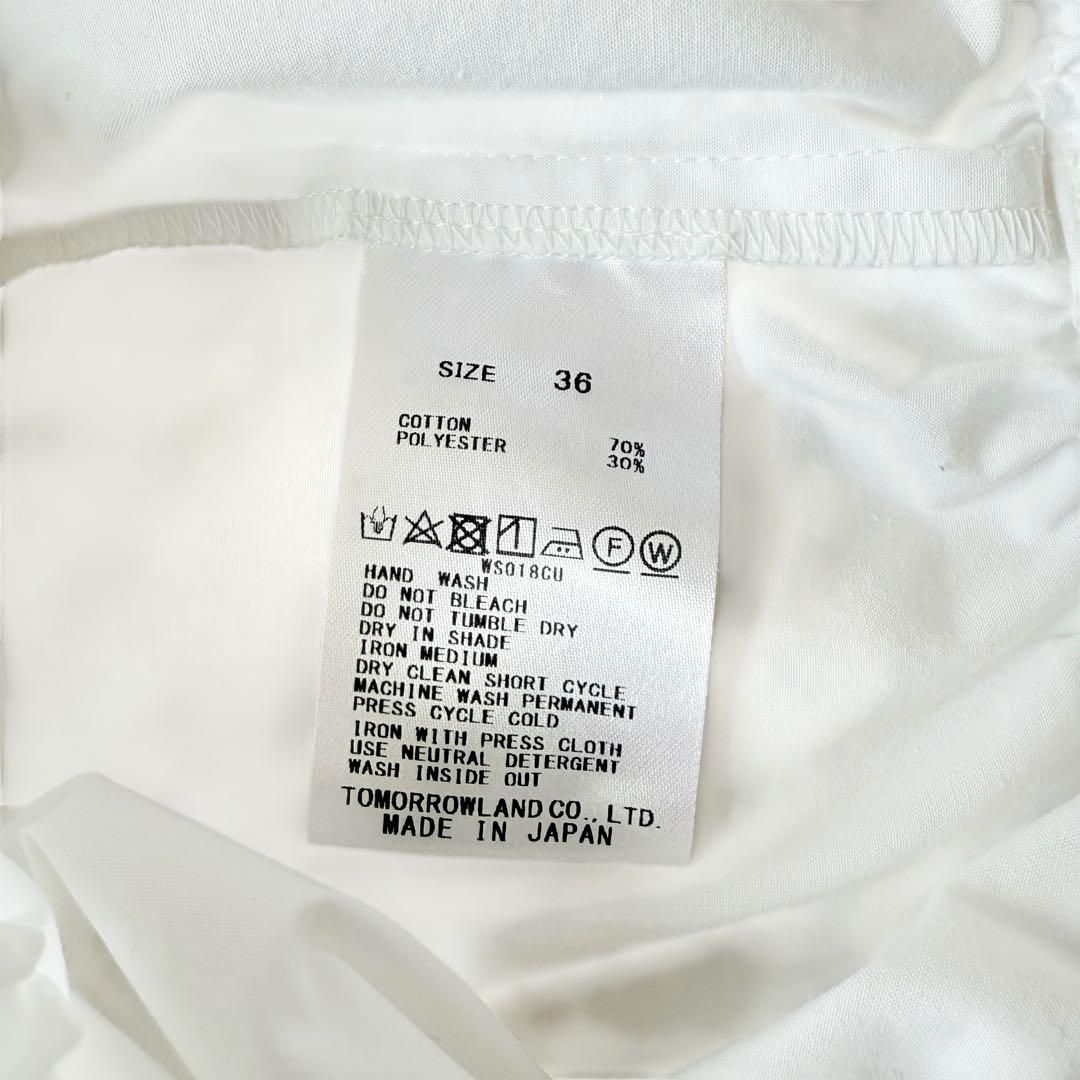 SIZE 36
COTTON 70%
POLYESTER 30%
F W
WS018CU
HAND WASH
DO NOT BLEACH
DO NOT TUMBLE DRY
DRY IN SHADE
IRON MEDIUM
DRY CLEAN SHORT CYCLE
MACHINE WASH PERMANENT
PRESS CYCLE COLD
IRON WITH PRESS CLOTH
USE NEUTRAL DETERGENT
WASH INSIDE OUT
TOMORROWLAND CO., LTD.
MADE IN JAPAN